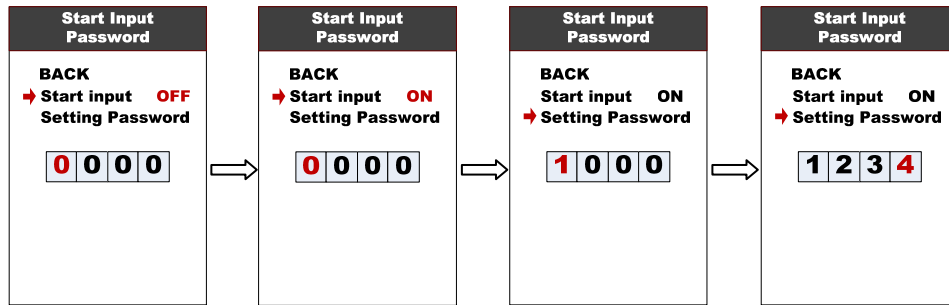 Start Input
Password
BACK
Start input OFF
Setting Password
0 0 0 0
Start Input
Password
BACK
Start input ON
Setting Password
0 0 0 0
Start Input
Password
BACK
Start input ON
Setting Password
1 0 0 0
Start Input
Password
BACK
Start input ON
Setting Password
1 2 3 4